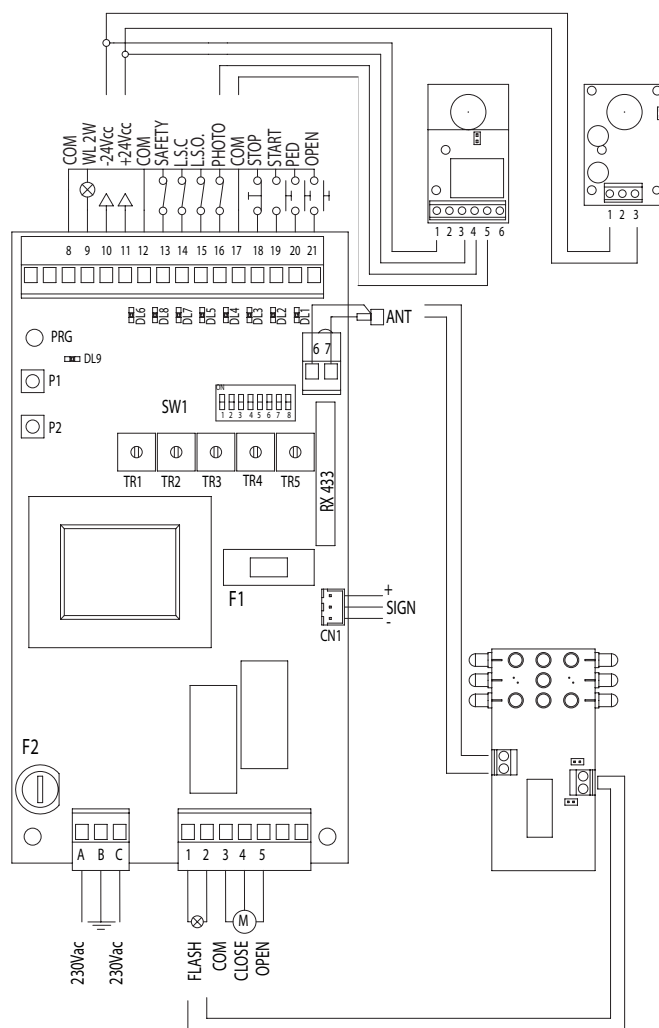 COM
WL 2W
-24Vcc
+24Vcc
COM
SAFETY
L.S.C
L.S.O.
PHOTO
COM
STOP
START
PED
OPEN
8 9 10 11 12 13 14 15 16 17 18 19 20 21
1 2 3 4 5 6
1 2 3
DL6 DL8 DL7 DL5 DL4 DL3 DL2 DL1
ANT
PRG
6 7
DL9
P1
ON
SW1
1 2 3 4 5 6 7 8
P2
TR1 TR2 TR3 TR4 TR5
RX 433
F1
+
SIGN
-
CN1
F2
A B C
1 2 3 4 5
M
230Vac
230Vac
FLASH
COM
CLOSE
OPEN